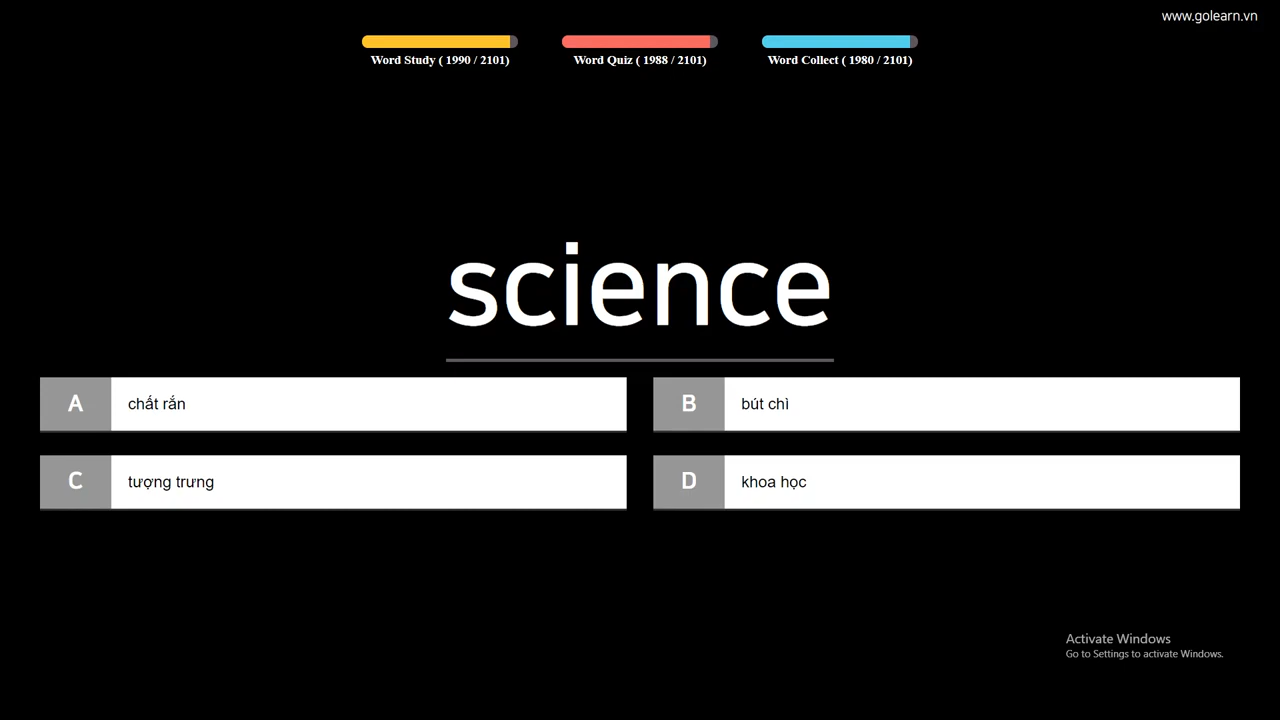 www.golearn.vn
Word Study ( 1990 / 2101) Word Quiz ( 1988 / 2101) Word Collect ( 1980 / 2101)
science
A chất rắn B bút chì
C tượng trưng D khoa học
Activate Windows
Go to Settings to activate Windows.